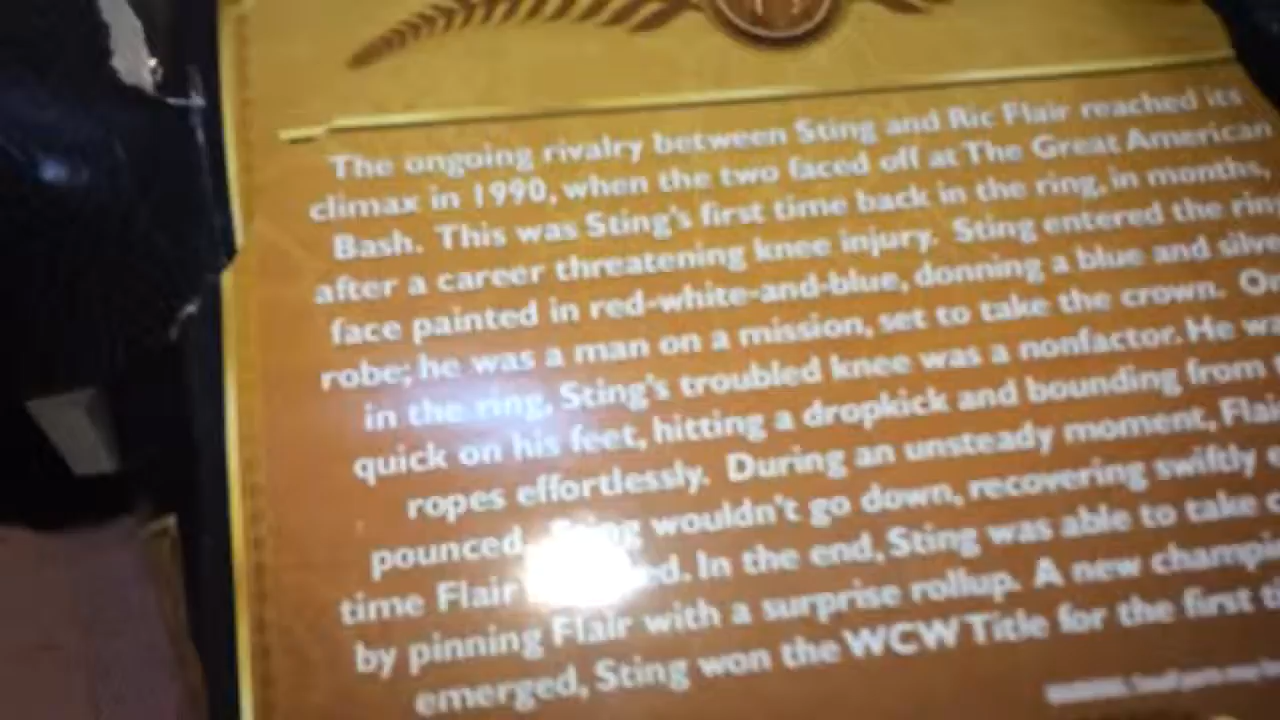 The ongoing rivalry between Sting and Ric Flair reached its
climax in 1990, when the two faced off at The Great American
Bash. This was Sting's first time back in the ring, in months,
after a career threatening knee injury. Sting entered the ring
face painted in red-white-and-blue, donning a blue and
robe; he was a man on a mission, set to take the crown.
in the ring, Sting's troubled knee was a nonfactor. He
quick on his feet, hitting a dropkick and bounding from
ropes effortlessly. During an unsteady moment,
pounced. wouldn't go down, recovering swiftly
time Flair In the end, Sting was able to take
by pinning Flair with a surprise rollup. A new
emerged, Sting won the WCW Title for the first